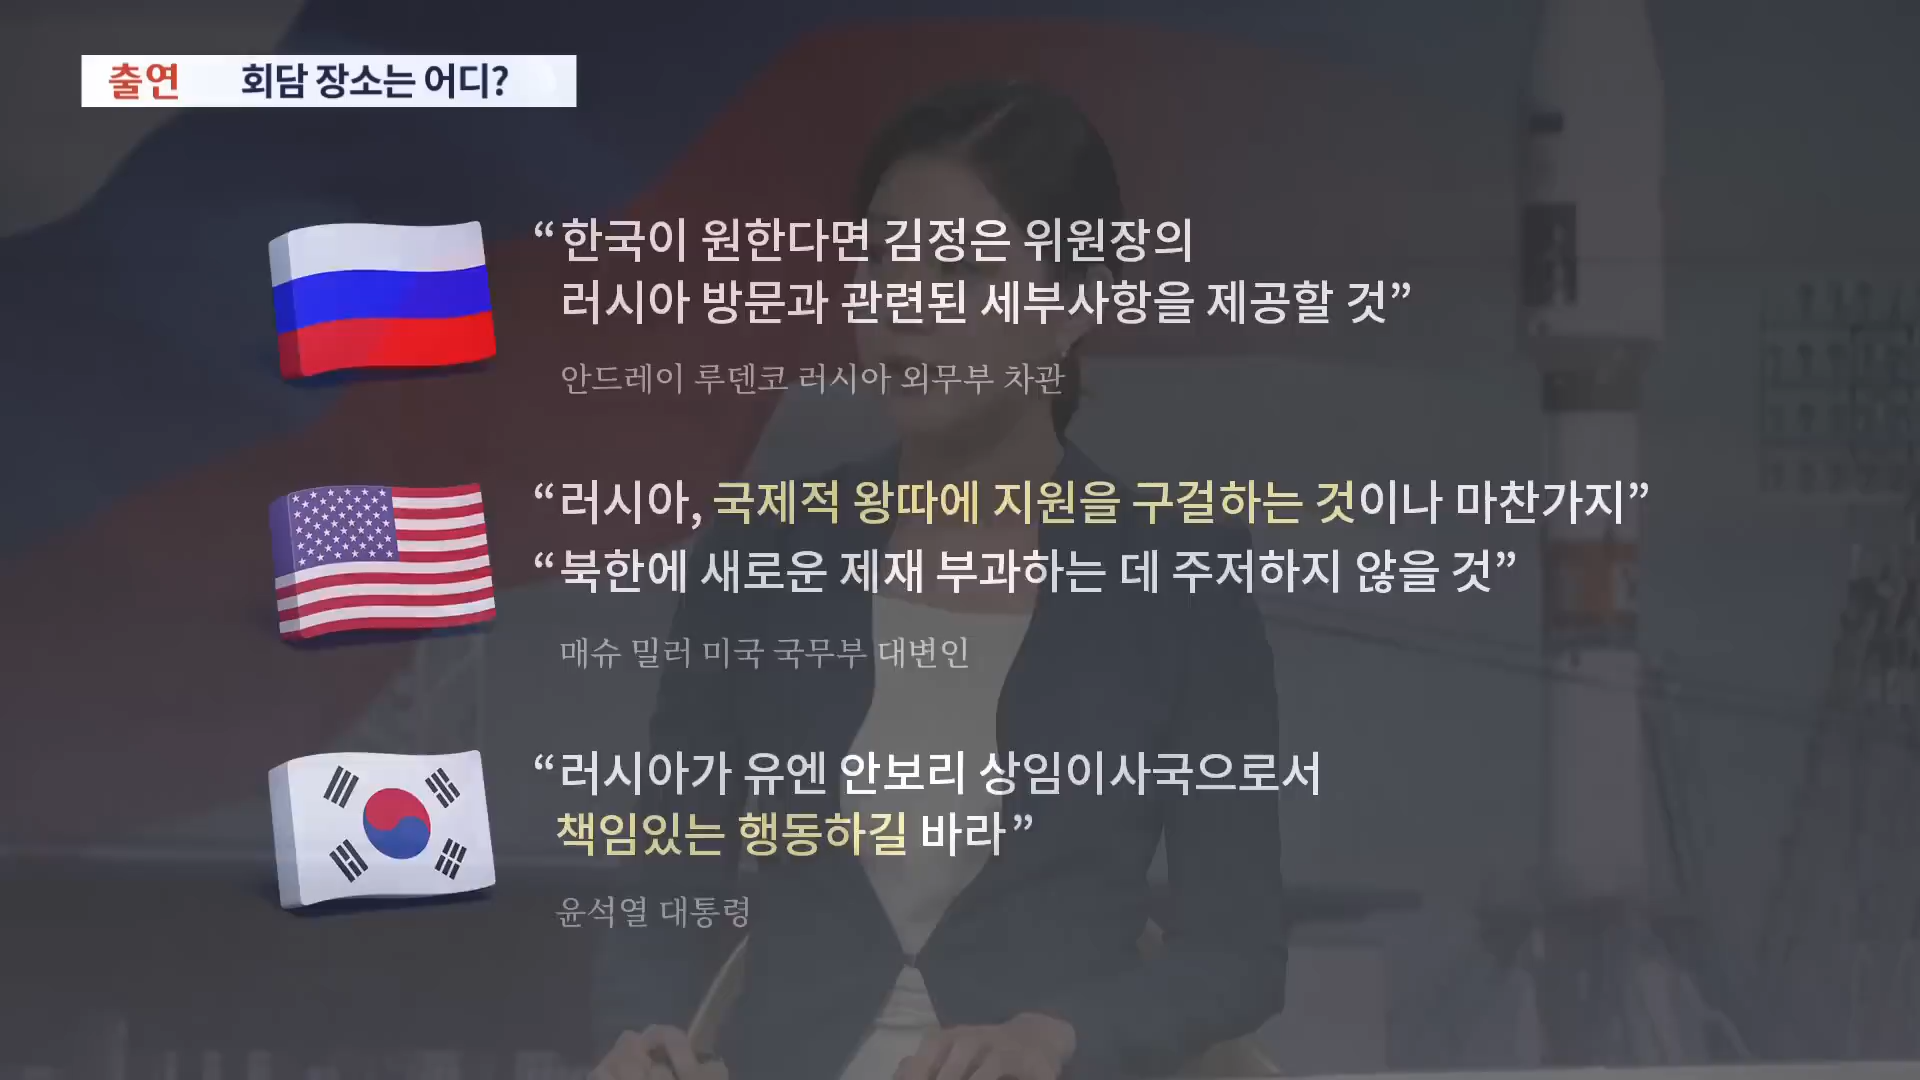 출연 회담 장소는 어디?
“한국이 원한다면 김정은 위원장의
러시아 방문과 관련된 세부사항을 제공할 것”
안드레이 루덴코 러시아 외무부 차관
“러시아, 국제적 왕따에 지원을 구걸하는 것이나 마찬가지”
“북한에 새로운 제재 부과하는 데 주저하지 않을 것”
매슈 밀러 미국 국무부 대변인
“러시아가 유엔 안보리 상임이사국으로서
책임있는 행동하길 바라”
윤석열 대통령